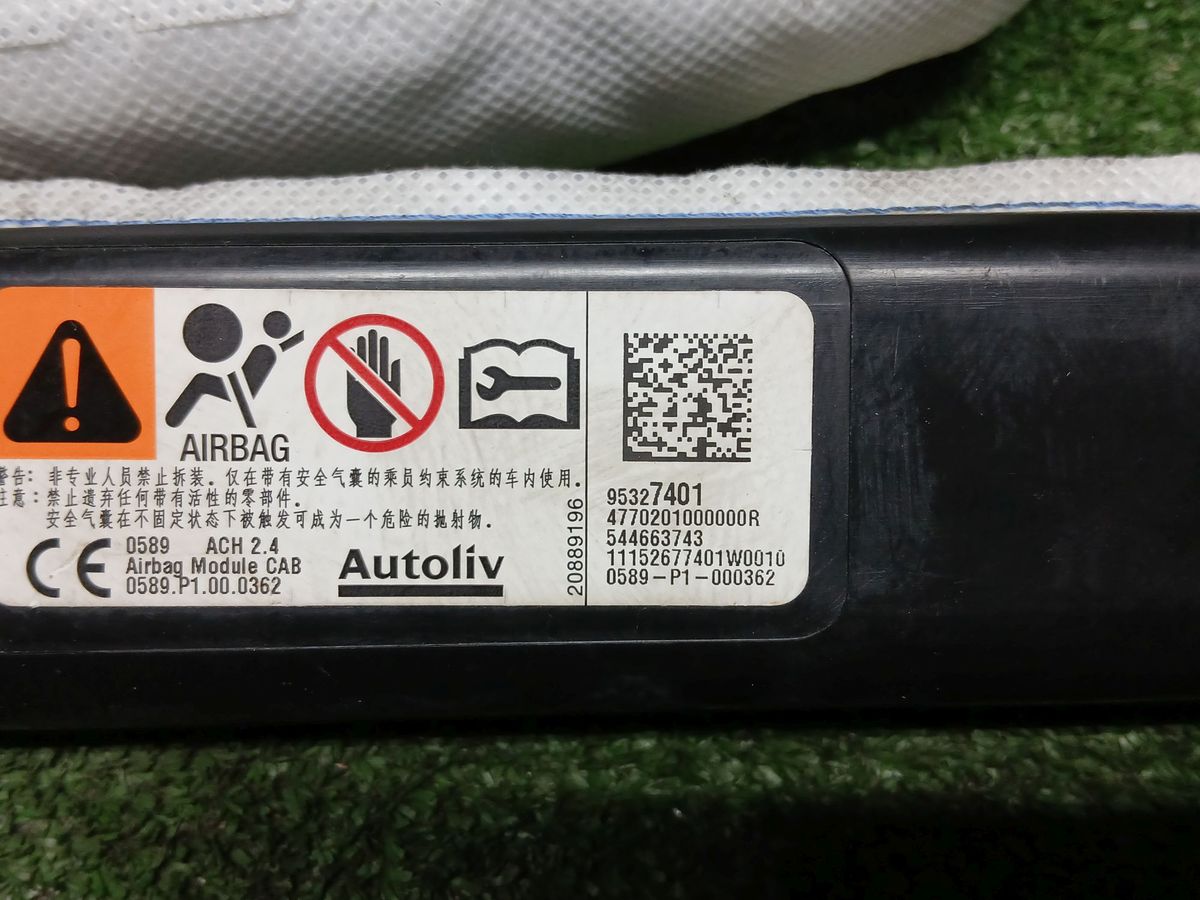 AIRBAG
警告：非专业人员禁止拆装。仅在带有安全气囊的乘员约束系统的车内使用。
注意：禁止遗弃任何带有活性的零部件。
安全气囊在不固定状态下被触发可成为一个危险的抛射物。
CE 0589 ACH 2.4
Airbag Module CAB
0589.P1.00.0362
Autoliv
20889196
95327401
4770201000000R
544663743
11152677401W0010
0589-P1-000362